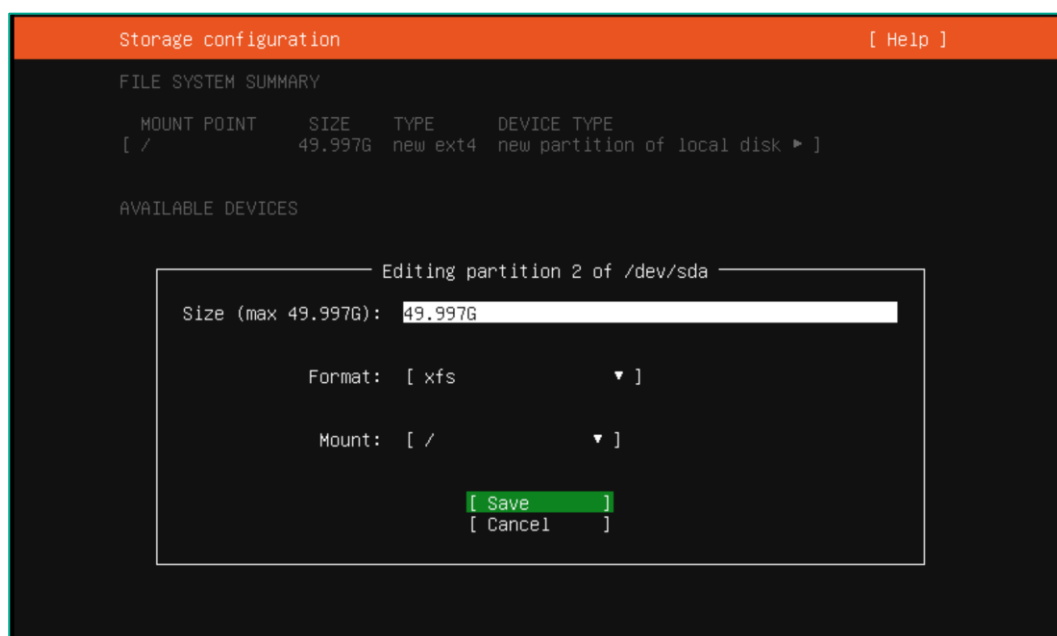 Storage configuration [ Help ]
FILE SYSTEM SUMMARY
MOUNT POINT SIZE TYPE DEVICE TYPE
[ / 49.997G new ext4 new partition of local disk ▸ ]
AVAILABLE DEVICES
Editing partition 2 of /dev/sda
Size (max 49.997G): 49.997G
Format: [ xfs ▾ ]
Mount: [ / ▾ ]
[ Save ]
[ Cancel ]